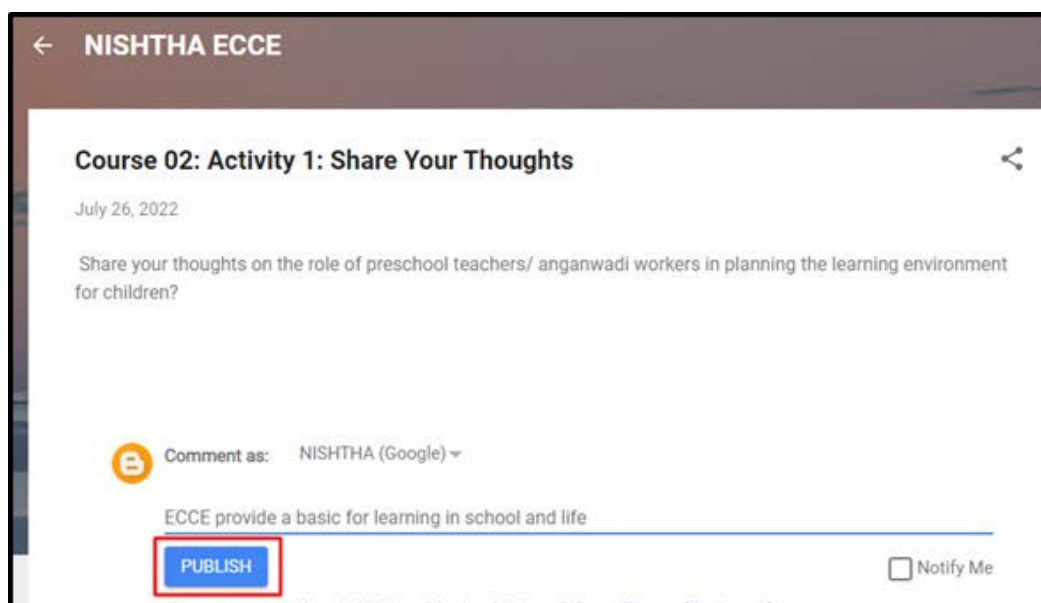 NISHTHA ECCE
Course 02: Activity 1: Share Your Thoughts
July 26, 2022
Share your thoughts on the role of preschool teachers/ anganwadi workers in planning the learning environment
for children?
Comment as: NISHTHA (Google)
ECCE provide a basic for learning in school and life
PUBLISH Notify Me